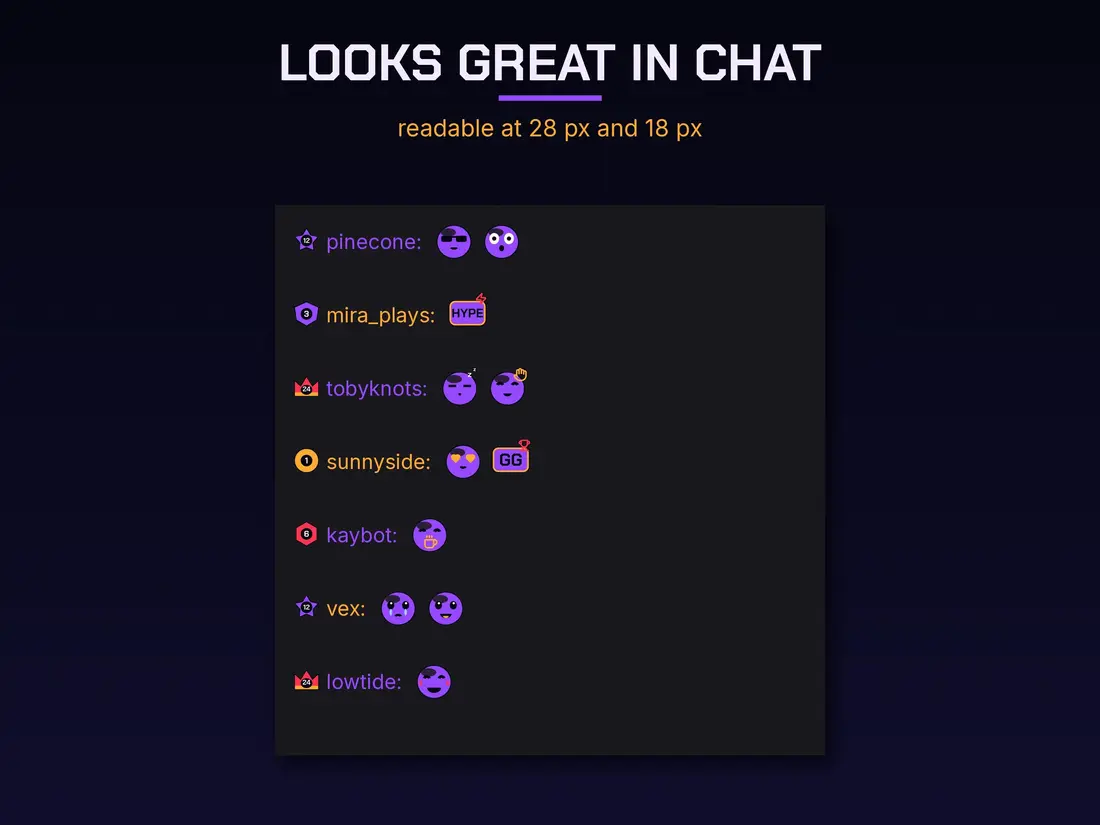 LOOKS GREAT IN CHAT
readable at 28 px and 18 px
12 pinecone:
3 mira_plays: HYPE
24 tobyknots: z z
1 sunnyside: GG
6 kaybot:
12 vex:
24 lowtide: